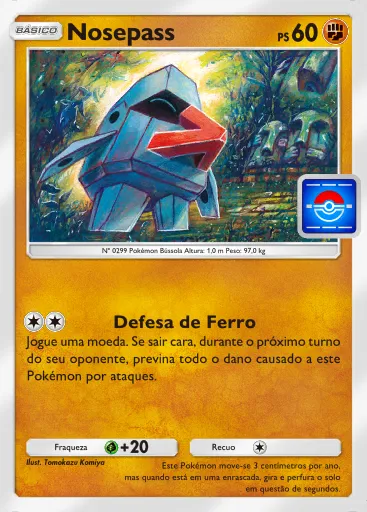 BÁSICO Nosepass PS 60
Nº 0299 Pokémon Bússola Altura: 1,0 m Peso: 97,0 kg
Defesa de Ferro
Jogue uma moeda. Se sair cara, durante o próximo turno
do seu oponente, previna todo o dano causado a este
Pokémon por ataques.
Fraqueza +20 Recuo
Ilust. Tomokazu Komiya
Este Pokémon move-se 3 centímetros por ano,
mas quando está em uma enrascada, gira e perfura o solo
em questão de segundos.